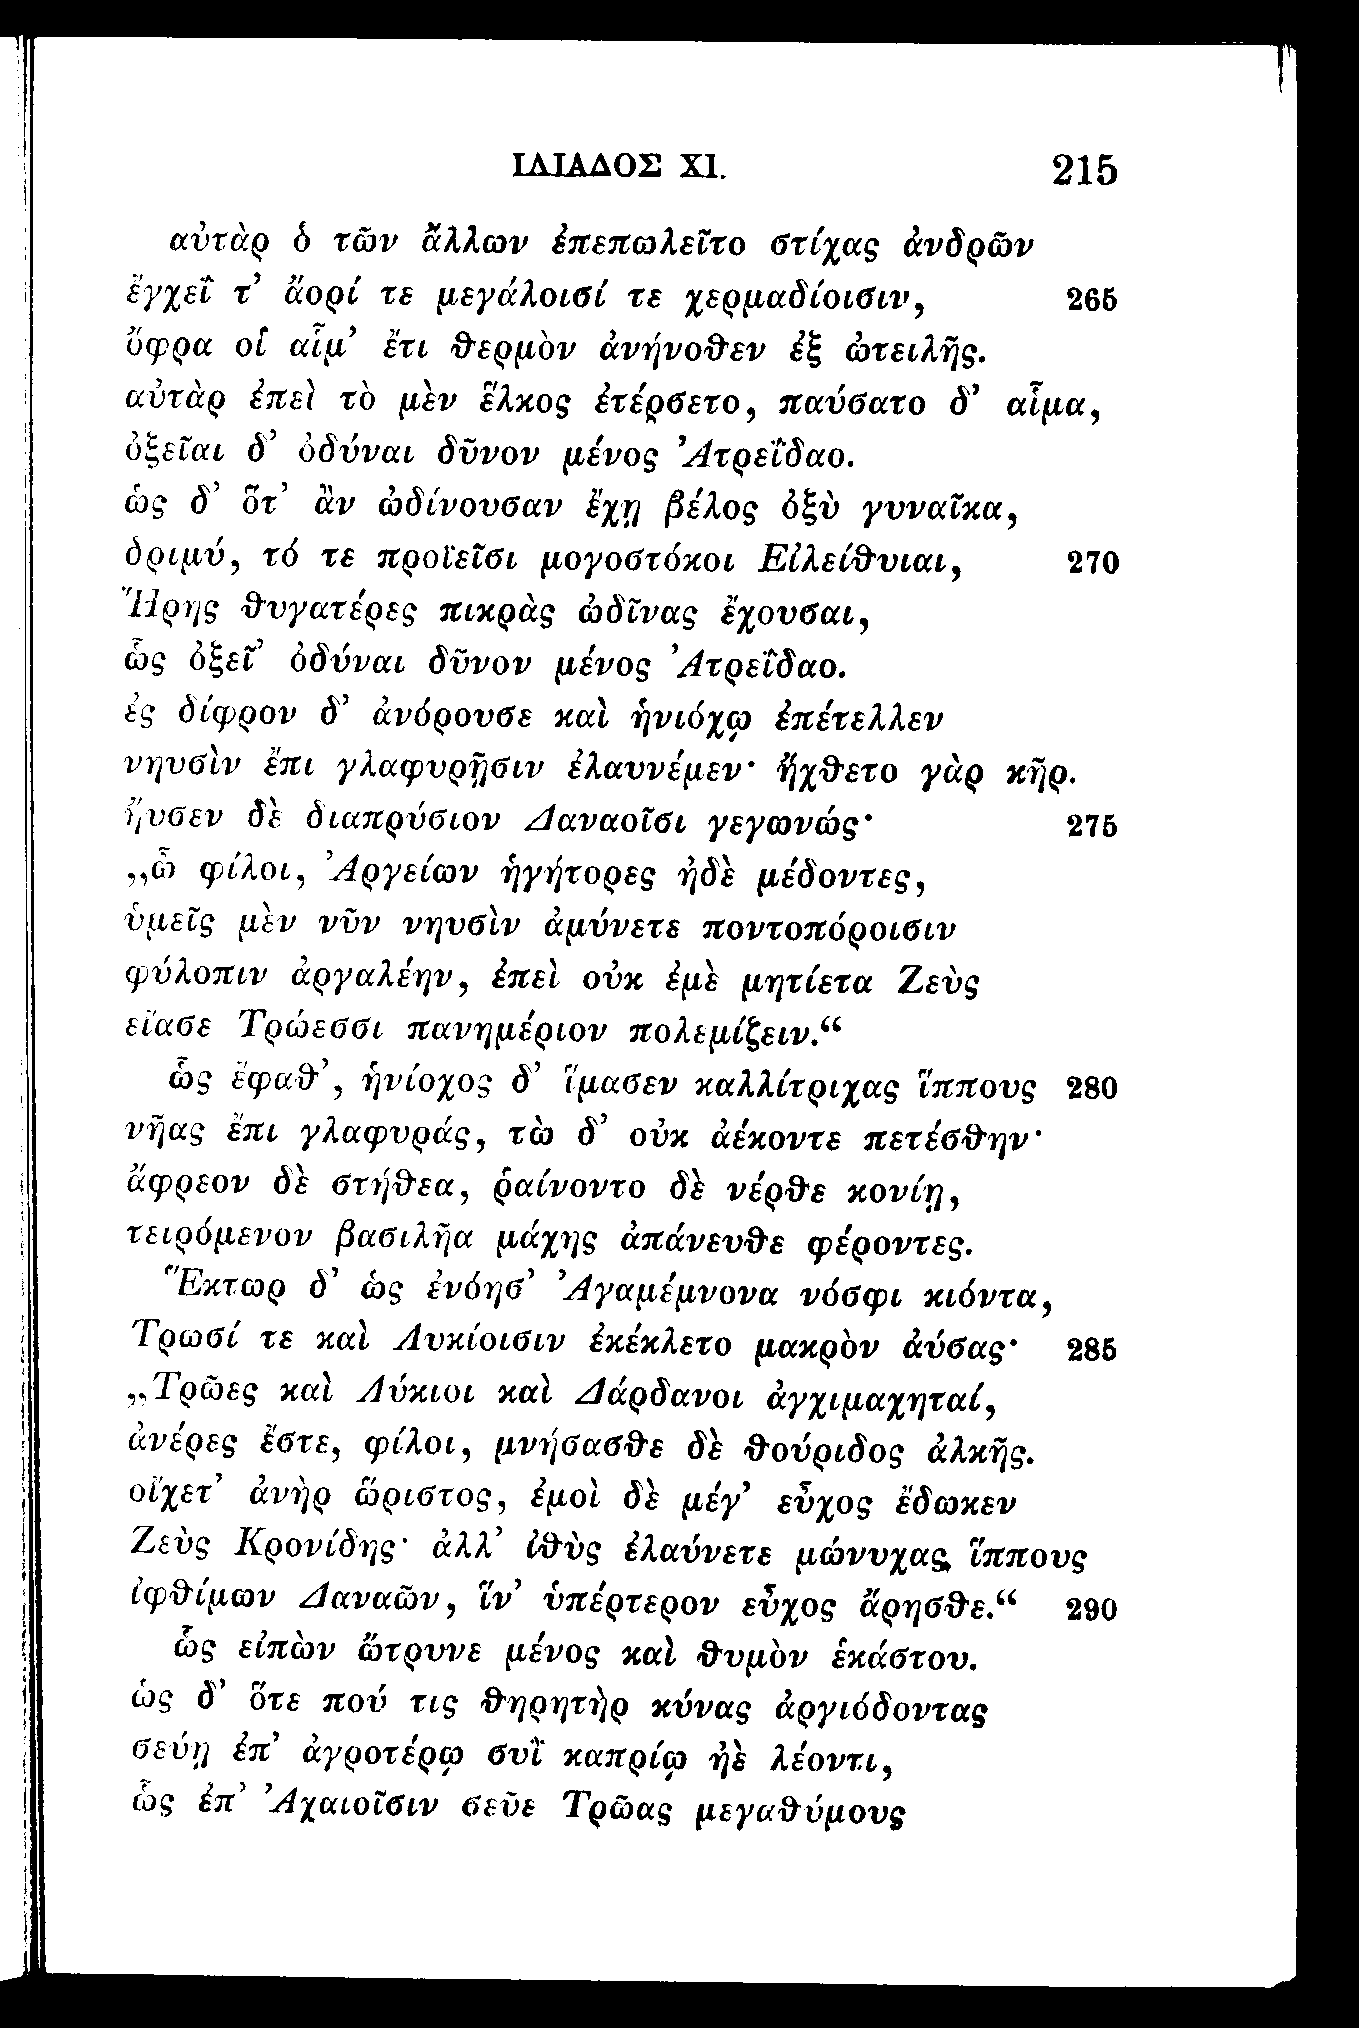 ΙΛΙΑΔΟΣ XI. 215
αὐτὰρ ὁ τῶν ἄλλων ἐπεπωλεῖτο στίχας ἀνδρῶν
ἔγχεΐ τ’ ἄορί τε μεγάλοισί τε χερμαδίοισιν, 265
ὄφρα οἱ αἷμ’ ἔτι θερμὸν ἀνήνοθεν ἐξ ὠτειλῆς.
αὐτὰρ ἐπεὶ τὸ μὲν ἕλκος ἐτέρσετο, παύσατο δ’ αἷμα,
ὀξεῖαι δ’ ὀδύναι δῦνον μένος Ἀτρεΐδαο.
ὡς δ’ ὅτ’ ἂν ὠδίνουσαν ἔχῃ βέλος ὀξὺ γυναῖκα,
δριμύ, τό τε προϊεῖσι μογοστόκοι Εἰλείθυιαι, 270
Ἥρης θυγατέρες πικρὰς ὠδῖνας ἔχουσαι,
ὣς ὀξεῖ’ ὀδύναι δῦνον μένος Ἀτρεΐδαο.
ἐς δίφρον δ’ ἀνόρουσε καὶ ἡνιόχῳ ἐπέτελλεν
νηυσὶν ἔπι γλαφυρῇσιν ἐλαυνέμεν· ἤχθετο γὰρ κῆρ.
ἤυσεν δὲ διαπρύσιον Δαναοῖσι γεγωνώς· 275
„ὦ φίλοι, Ἀργείων ἡγήτορες ἠδὲ μέδοντες,
ὑμεῖς μὲν νῦν νηυσὶν ἀμύνετε ποντοπόροισιν
φύλοπιν ἀργαλέην, ἐπεὶ οὐκ ἐμὲ μητίετα Ζεὺς
εἴασε Τρώεσσι πανημέριον πολεμίζειν.“
ὣς ἔφαθ’, ἡνίοχος δ’ ἵμασεν καλλίτριχας ἵππους 280
νῆας ἔπι γλαφυράς, τὼ δ’ οὐκ ἀέκοντε πετέσθην·
ἄφρεον δὲ στήθεα, ῥαίνοντο δὲ νέρθε κονίῃ,
τειρόμενον βασιλῆα μάχης ἀπάνευθε φέροντες.
Ἕκτωρ δ’ ὡς ἐνόησ’ Ἀγαμέμνονα νόσφι κιόντα,
Τρωσί τε καὶ Λυκίοισιν ἐκέκλετο μακρὸν ἀύσας· 285
„Τρῶες καὶ Λύκιοι καὶ Δάρδανοι ἀγχιμαχηταί,
ἀνέρες ἔστε, φίλοι, μνήσασθε δὲ θούριδος ἀλκῆς.
οἴχετ’ ἀνὴρ ὥριστος, ἐμοὶ δὲ μέγ’ εὖχος ἔδωκεν
Ζεὺς Κρονίδης· ἀλλ’ ἰθὺς ἐλαύνετε μώνυχας ἵππους
ἰφθίμων Δαναῶν, ἵν’ ὑπέρτερον εὖχος ἄρησθε.“ 290
ὣς εἰπὼν ὤτρυνε μένος καὶ θυμὸν ἑκάστου.
ὡς δ’ ὅτε πού τις θηρητὴρ κύνας ἀργιόδοντας
σεύῃ ἐπ’ ἀγροτέρῳ συῒ καπρίῳ ἠὲ λέοντι,
ὣς ἐπ’ Ἀχαιοῖσιν σεῦε Τρῶας μεγαθύμους